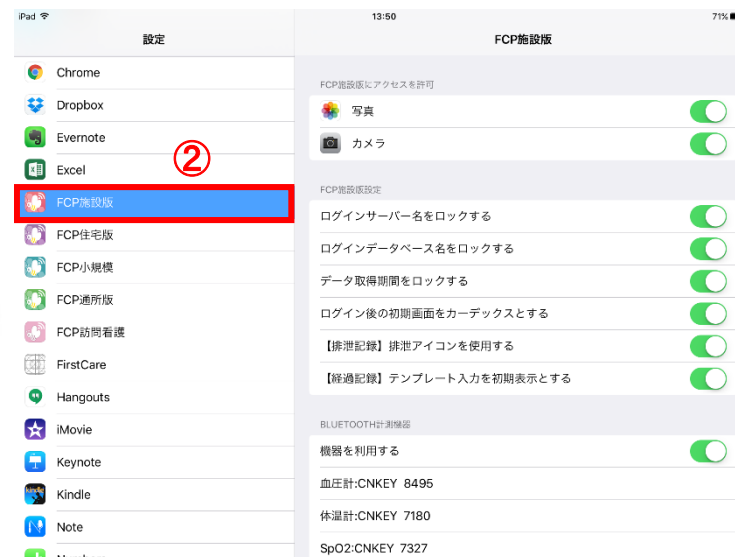 iPad
13:50
71%
設定
FCP施設版
Chrome
Dropbox
Evernote
Excel
②
FCP施設版
FCP住宅版
FCP小規模
FCP通所版
FCP訪問看護
FirstCare
Hangouts
iMovie
Keynote
Kindle
Note
FCP施設版にアクセスを許可
写真
カメラ
FCP施設版設定
ログインサーバー名をロックする
ログインデータベース名をロックする
データ取得期間をロックする
ログイン後の初期画面をカーデックスとする
【排泄記録】排泄アイコンを使用する
【経過記録】テンプレート入力を初期表示とする
BLUETOOTH計測機器
機器を利用する
血圧計:CNKEY 8495
体温計:CNKEY 7180
SpO2:CNKEY 7327